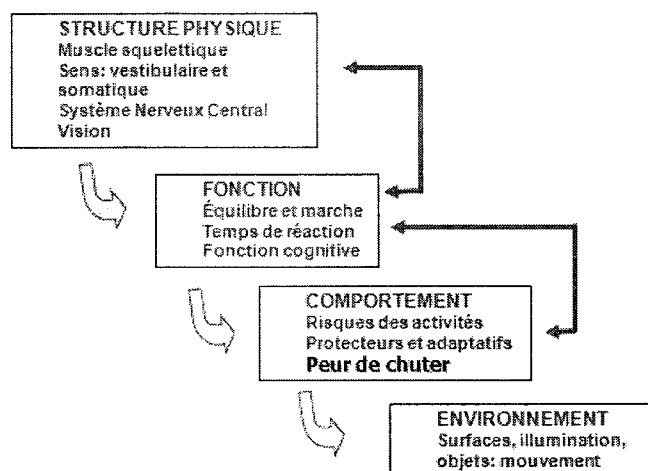 STRUCTURE PHYSIQUE
Muscle squelettique
Sens: vestibulaire et
somatique
Système Nerveux Central
Vision
FONCTION
Équilibre et marche
Temps de réaction
Fonction cognitive
COMPORTEMENT
Risques des activités
Protecteurs et adaptatifs
Peur de chuter
ENVIRONNEMENT
Surfaces, illumination,
objets: mouvement